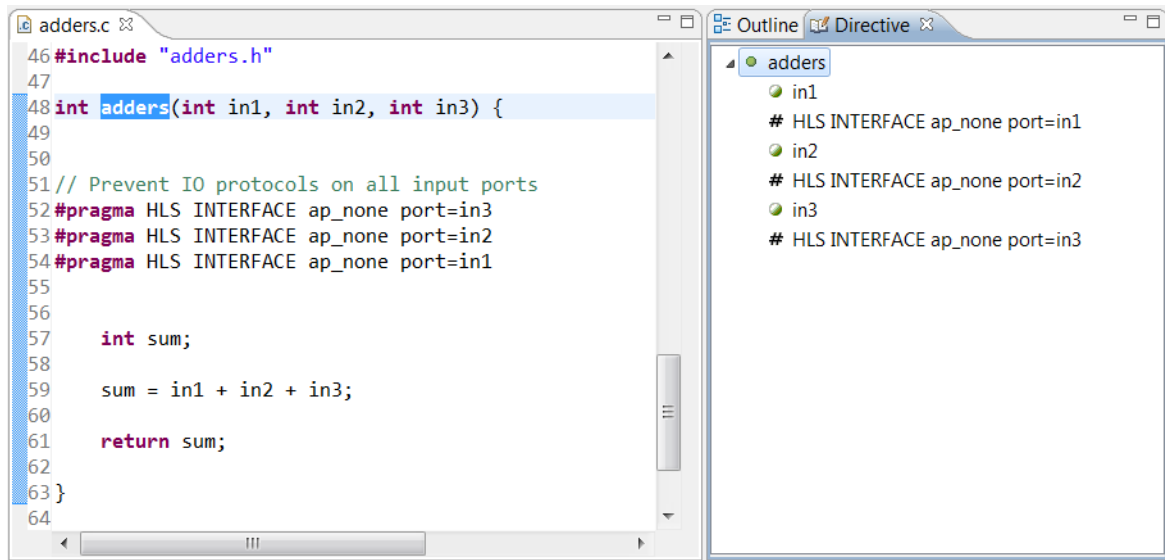 adders.c
46 #include "adders.h"
47
48 int adders(int in1, int in2, int in3) {
49
50
51 // Prevent IO protocols on all input ports
52 #pragma HLS INTERFACE ap_none port=in3
53 #pragma HLS INTERFACE ap_none port=in2
54 #pragma HLS INTERFACE ap_none port=in1
55
56
57     int sum;
58
59     sum = in1 + in2 + in3;
60
61     return sum;
62
63 }
64
Outline Directive
adders
in1
# HLS INTERFACE ap_none port=in1
in2
# HLS INTERFACE ap_none port=in2
in3
# HLS INTERFACE ap_none port=in3